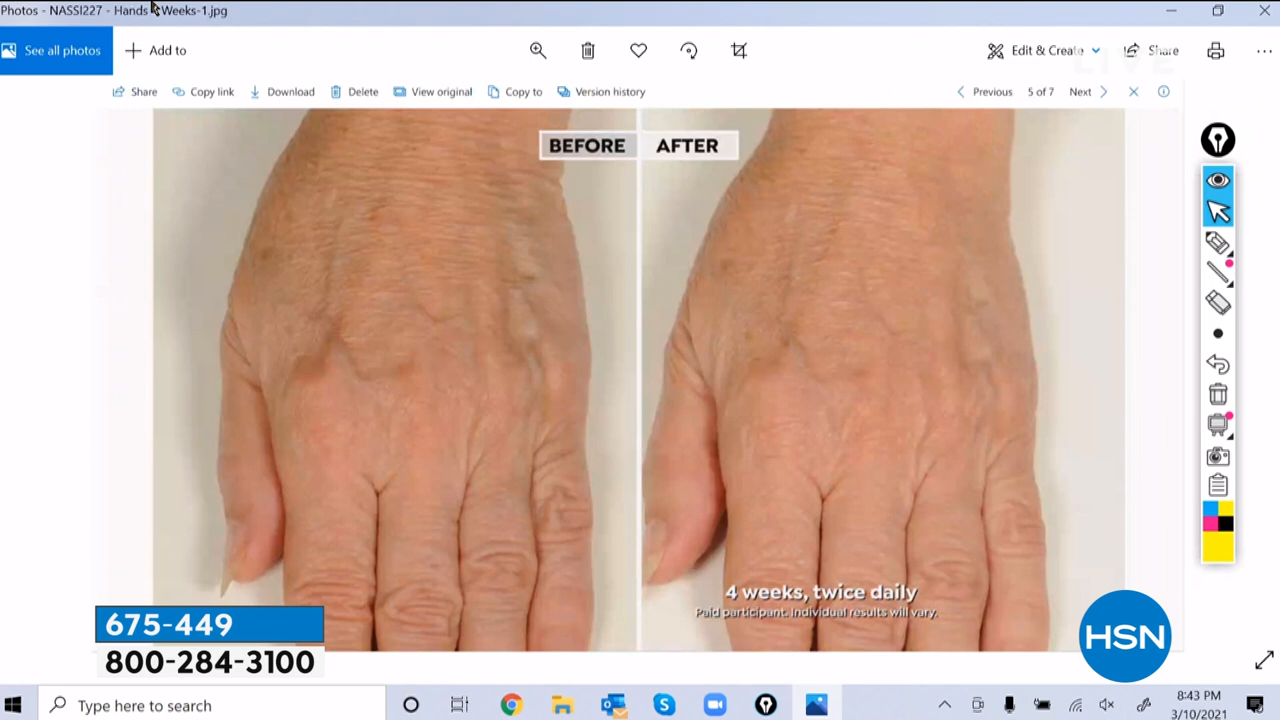 Photos - NASSI227 - Hands Weeks-1.jpg
See all photos
Add to
Edit & Create
Share
LIVE
Share
Copy link
Download
Delete
View original
Copy to
Version history
Previous
5 of 7
Next
BEFORE
AFTER
4 weeks, twice daily
Paid participant. Individual results will vary.
675-449
800-284-3100
HSN
Type here to search
8:43 PM
3/10/2021